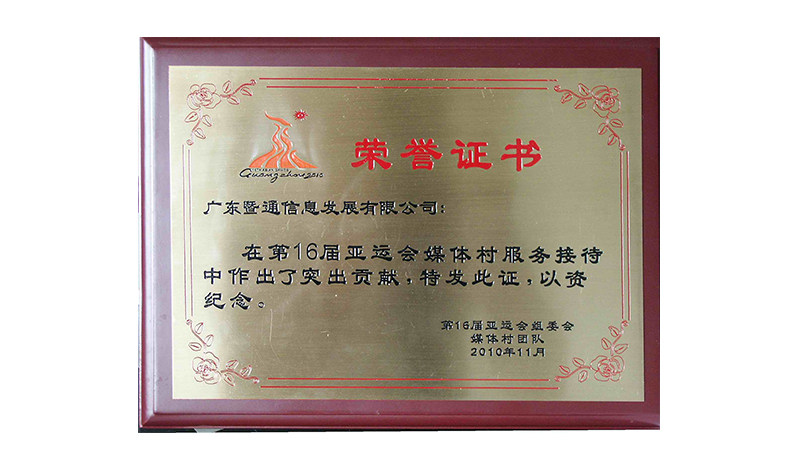 荣誉证书
Guangzhou 2010
广东暨通信息发展有限公司:
在第16届亚运会媒体村服务接待
中作出了突出贡献,特发此证,以资
纪念。
第16届亚运会组委会
媒体村团队
2010年11月